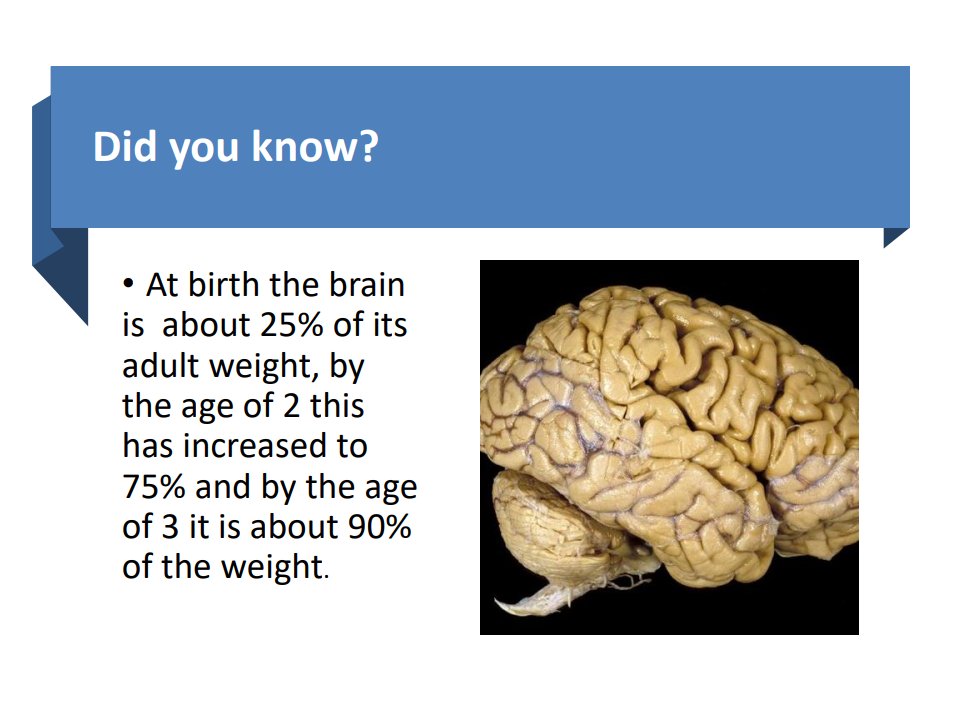 Did you know?
• At birth the brain
is  about 25% of its
adult weight, by
the age of 2 this
has increased to
75% and by the age
of 3 it is about 90%
of the weight.